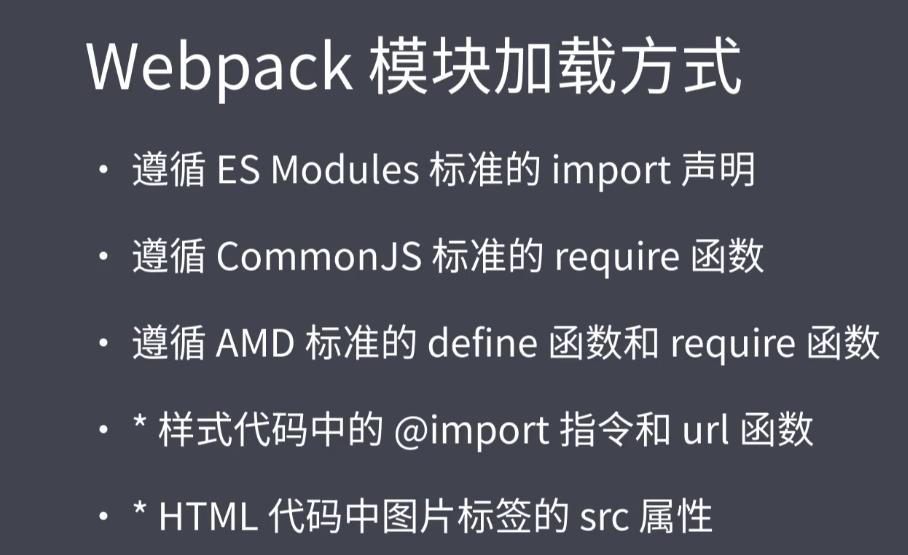 Webpack 模块加载方式
• 遵循 ES Modules 标准的 import 声明
• 遵循 CommonJS 标准的 require 函数
• 遵循 AMD 标准的 define 函数和 require 函数
• * 样式代码中的 @import 指令和 url 函数
• * HTML 代码中图片标签的 src 属性